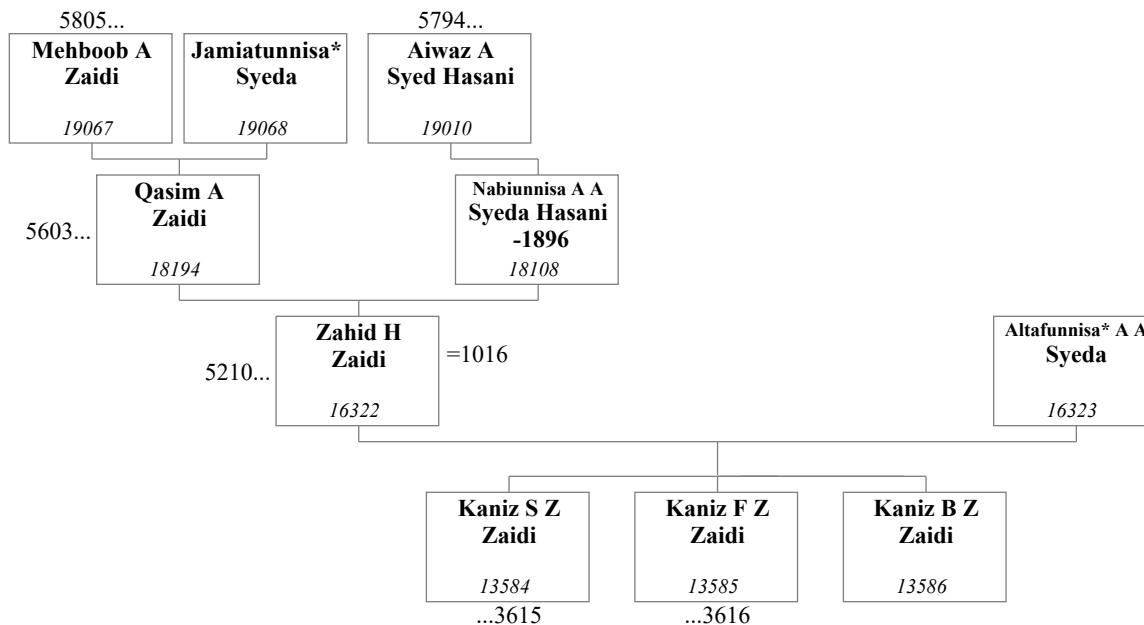 5805...
Mehboob A
Zaidi
19067
Jamiatunnisa*
Syeda
19068
5794...
Aiwaz A
Syed Hasani
19010
5603...
Qasim A
Zaidi
18194
Nabiunnisa A A
Syeda Hasani
-1896
18108
5210...
Zahid H
Zaidi
16322
=1016
Altafunnisa* A A
Syeda
16323
Kaniz S Z
Zaidi
13584
...3615
Kaniz F Z
Zaidi
13585
...3616
Kaniz B Z
Zaidi
13586